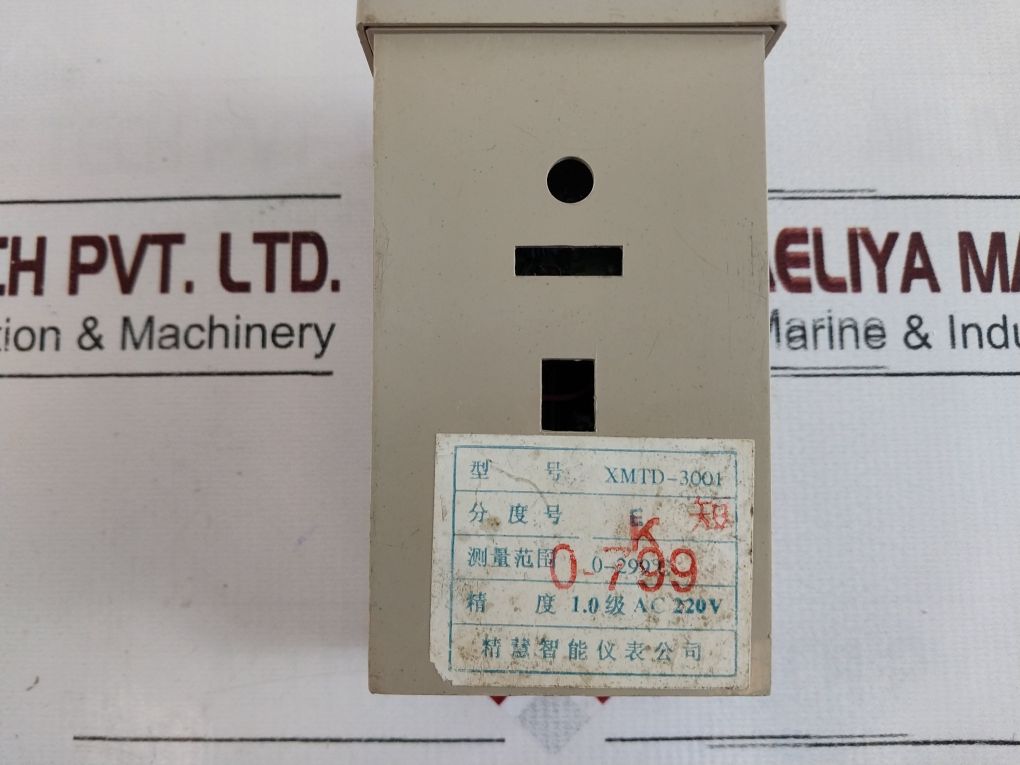 CH PVT. LTD.
tion & Machinery
AELIYA MA
Marine & Indu
型 号 XMTD-3001
分 度 号 E
K
测量范围 0-299℃
0-799
精 度 1.0级 AC 220V
精慧智能仪表公司